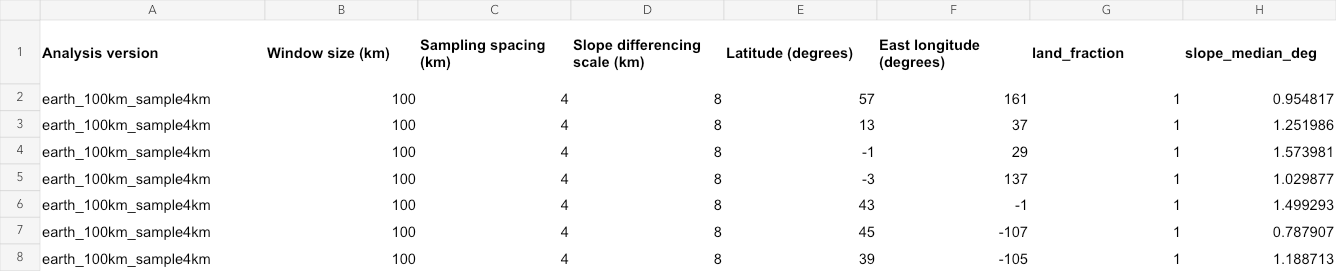 A B C D E F G H
1 Analysis version Window size (km) Sampling spacing (km) Slope differencing scale (km) Latitude (degrees) East longitude (degrees) land_fraction slope_median_deg
2 earth_100km_sample4km 100 4 8 57 161 1 0.954817
3 earth_100km_sample4km 100 4 8 13 37 1 1.251986
4 earth_100km_sample4km 100 4 8 -1 29 1 1.573981
5 earth_100km_sample4km 100 4 8 -3 137 1 1.029877
6 earth_100km_sample4km 100 4 8 43 -1 1 1.499293
7 earth_100km_sample4km 100 4 8 45 -107 1 0.787907
8 earth_100km_sample4km 100 4 8 39 -105 1 1.188713